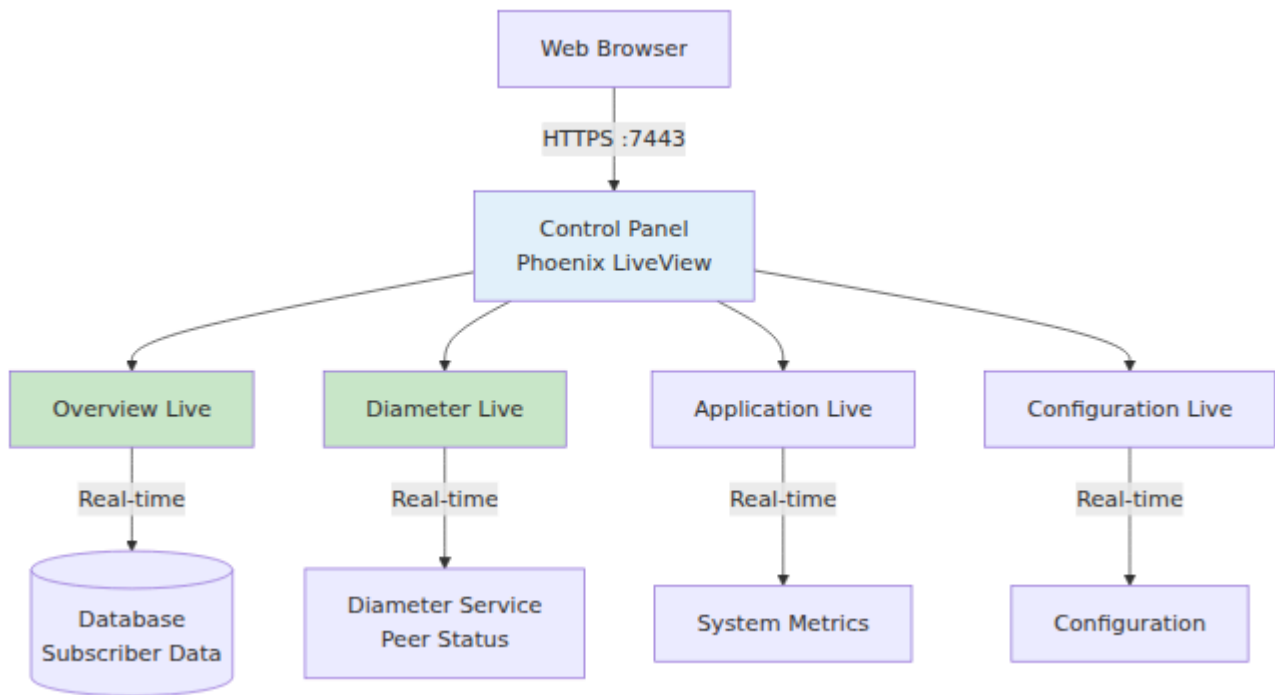 Web Browser
HTTPS :7443
Control Panel
Phoenix LiveView
Overview Live
Diameter Live
Application Live
Configuration Live
Real-time
Real-time
Real-time
Real-time
Database
Subscriber Data
Diameter Service
Peer Status
System Metrics
Configuration